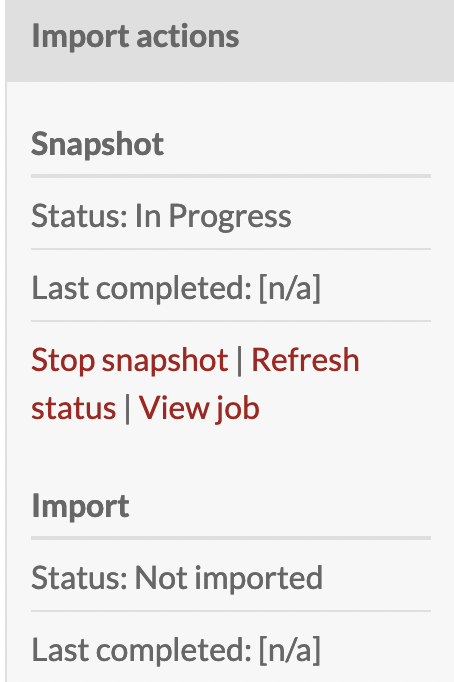 Import actions
Snapshot
Status: In Progress
Last completed: [n/a]
Stop snapshot | Refresh
status | View job
Import
Status: Not imported
Last completed: [n/a]